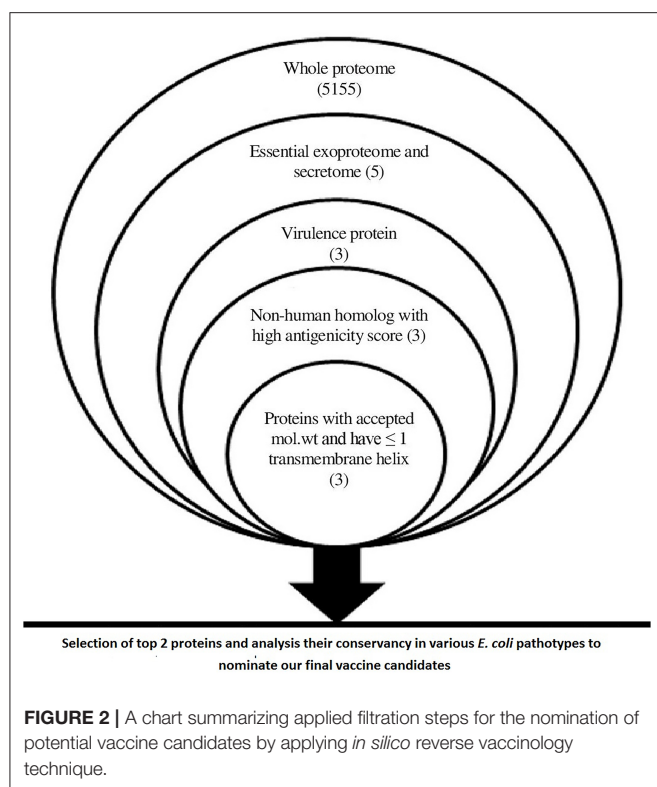 Whole proteome
(5155)
Essential exoproteome and
secretome (5)
Virulence protein
(3)
Non-human homolog with
high antigenicity score (3)
Proteins with accepted
mol.wt and have ≤ 1
transmembrane helix
(3)
Selection of top 2 proteins and analysis their conservancy in various E. coli pathotypes to
nominate our final vaccine candidates
FIGURE 2 | A chart summarizing applied filtration steps for the nomination of
potential vaccine candidates by applying in silico reverse vaccinology
technique.